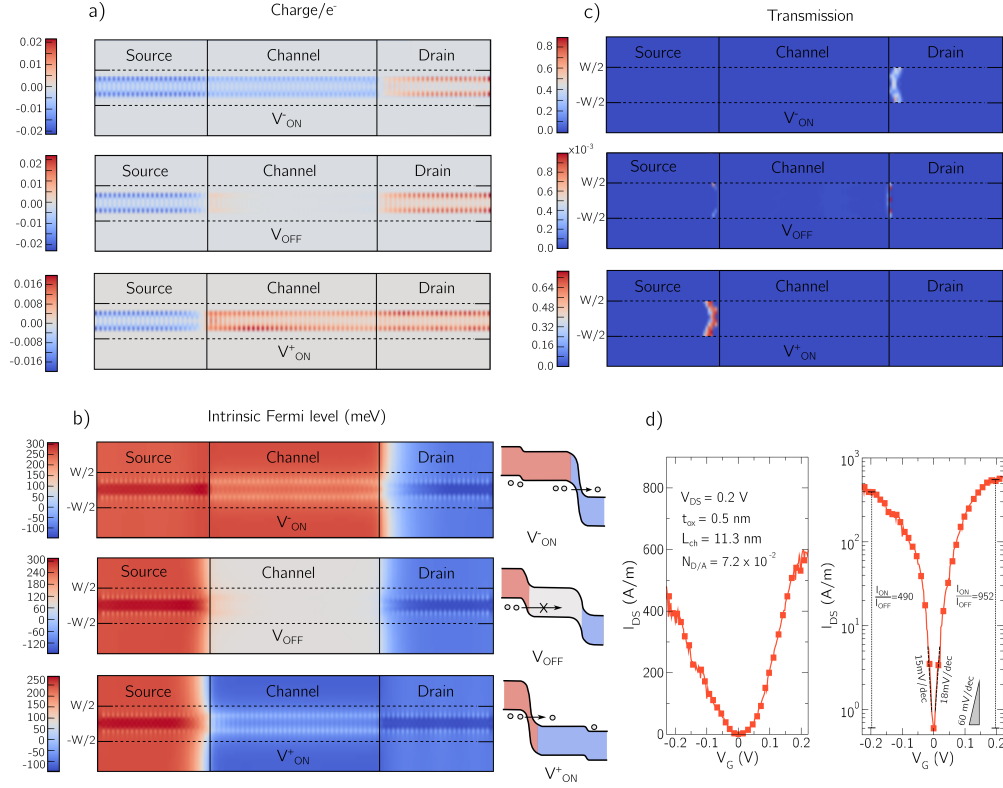 a)
Charge/e⁻
0.02
0.01
0.00
-0.01
-0.02
Source Channel Drain
V⁻ON
0.02
0.01
0.00
-0.01
-0.02
Source Channel Drain
VOFF
0.016
0.008
0.00
-0.008
-0.016
Source Channel Drain
V⁺ON
c)
Transmission
0.8
0.6
0.4
0.2
0.0
W/2
-W/2
Source Channel Drain
V⁻ON
x10⁻³
0.8
0.6
0.4
0.2
0.0
W/2
-W/2
Source Channel Drain
VOFF
0.64
0.48
0.32
0.16
0.0
W/2
-W/2
Source Channel Drain
V⁺ON
b)
Intrinsic Fermi level (meV)
300
250
200
150
100
50
0
-50
-100
W/2
-W/2
Source Channel Drain
V⁻ON
V⁻ON
300
240
180
120
60
0
-60
-120
W/2
-W/2
Source Channel Drain
VOFF
X
VOFF
250
200
150
100
50
0
-50
-100
W/2
-W/2
Source Channel Drain
V⁺ON
V⁺ON
d)
IDS (A/m)
800
600
400
200
0
VDS = 0.2 V
tox = 0.5 nm
Lch = 11.3 nm
ND/A = 7.2 x 10⁻²
-0.2 -0.1 0 0.1 0.2
VG (V)
IDS (A/m)
10³
10²
10¹
10⁰
ION/IOFF=490
ION/IOFF=952
15mV/dec
18mV/dec
60 mV/dec
-0.2 -0.1 0 0.1 0.2
VG (V)